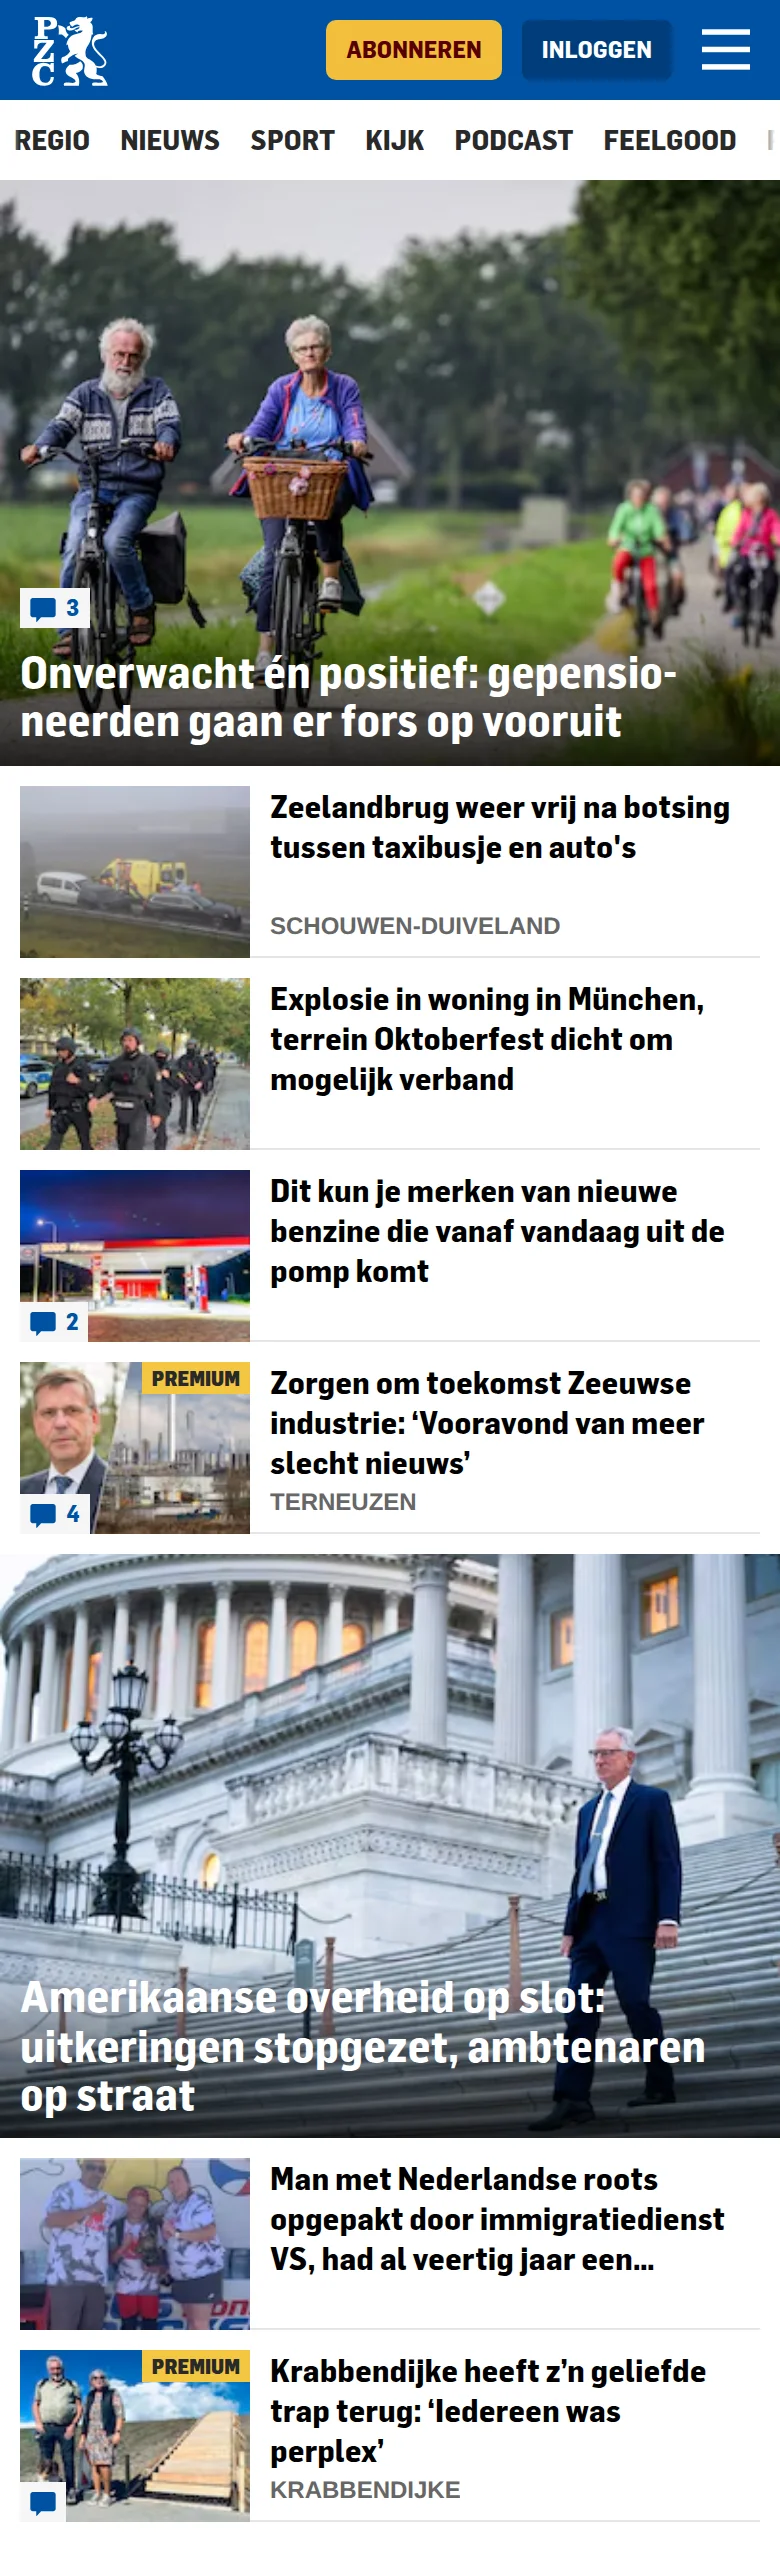 PZC
ABONNEREN
INLOGGEN
REGIO NIEUWS SPORT KIJK PODCAST FEELGOOD
3
Onverwacht én positief: gepensio-
neerden gaan er fors op vooruit
Zeelandbrug weer vrij na botsing
tussen taxibusje en auto's
SCHOUWEN-DUIVELAND
Explosie in woning in München,
terrein Oktoberfest dicht om
mogelijk verband
Dit kun je merken van nieuwe
benzine die vanaf vandaag uit de
pomp komt
2
PREMIUM
Zorgen om toekomst Zeeuwse
industrie: ‘Vooravond van meer
slecht nieuws’
TERNEUZEN
4
Amerikaanse overheid op slot:
uitkeringen stopgezet, ambtenaren
op straat
Man met Nederlandse roots
opgepakt door immigratiedienst
VS, had al veertig jaar een...
PREMIUM
Krabbendijke heeft z’n geliefde
trap terug: ‘Iedereen was
perplex’
KRABBENDIJKE